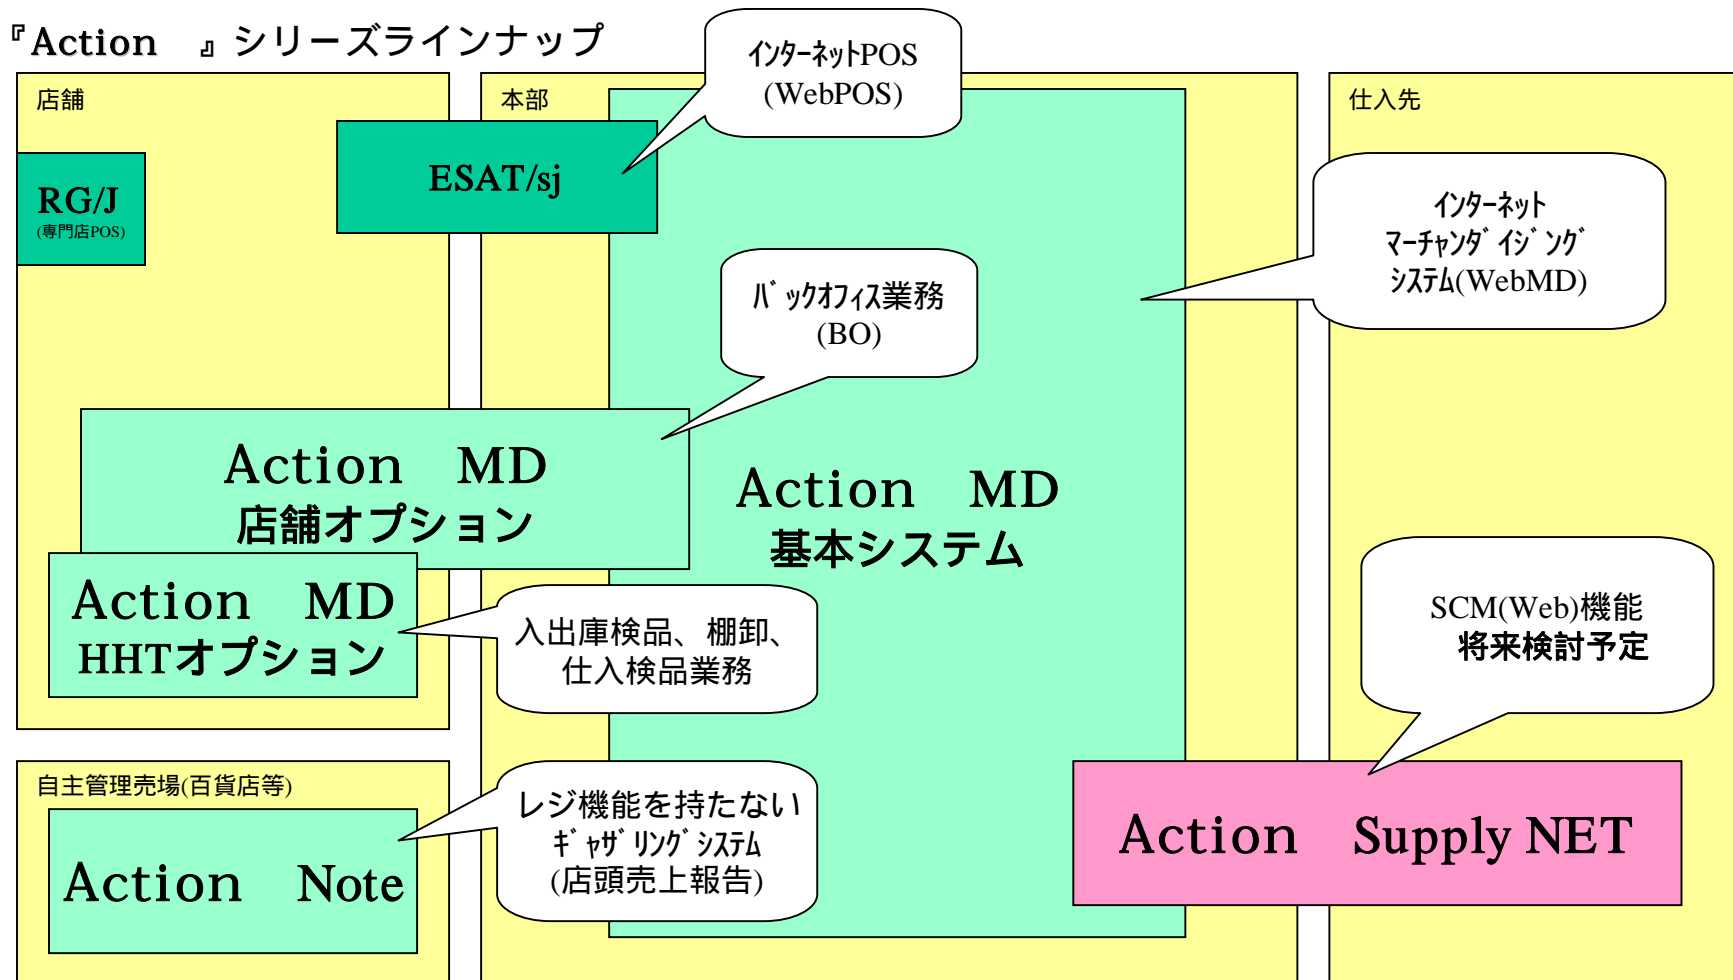 『Action　』シリーズラインナップ
インターネットPOS
(WebPOS)
店舗
本部
仕入先
RG/J
(専門店POS)
ESAT/sj
インターネット
マーチャンダイジング
システム(WebMD)
バックオフィス業務
(BO)
Action　MD
店舗オプション
Action　MD
基本システム
Action　MD
HHTオプション
入出庫検品、棚卸、
仕入検品業務
SCM(Web)機能
将来検討予定
自主管理売場(百貨店等)
Action　Note
レジ機能を持たない
ギャザリングシステム
(店頭売上報告)
Action　Supply NET